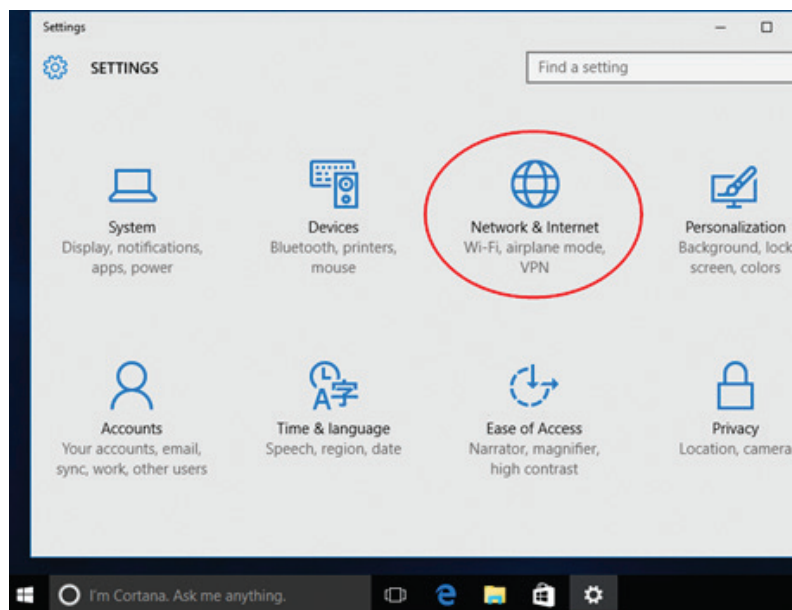 Settings
SETTINGS
Find a setting
System
Display, notifications,
apps, power
Devices
Bluetooth, printers,
mouse
Network & Internet
Wi-Fi, airplane mode,
VPN
Personalization
Background, lock
screen, colors
Accounts
Your accounts, email,
sync, work, other users
A字
Time & language
Speech, region, date
Ease of Access
Narrator, magnifier,
high contrast
Privacy
Location, camera
I'm Cortana. Ask me anything.